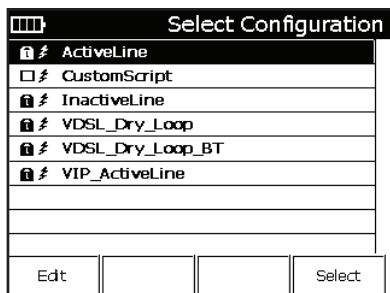 Select Configuration
ActiveLine
CustomScript
InactiveLine
VDSL_Dry_Loop
VDSL_Dry_Loop_BT
VIP_ActiveLine
Edit Select